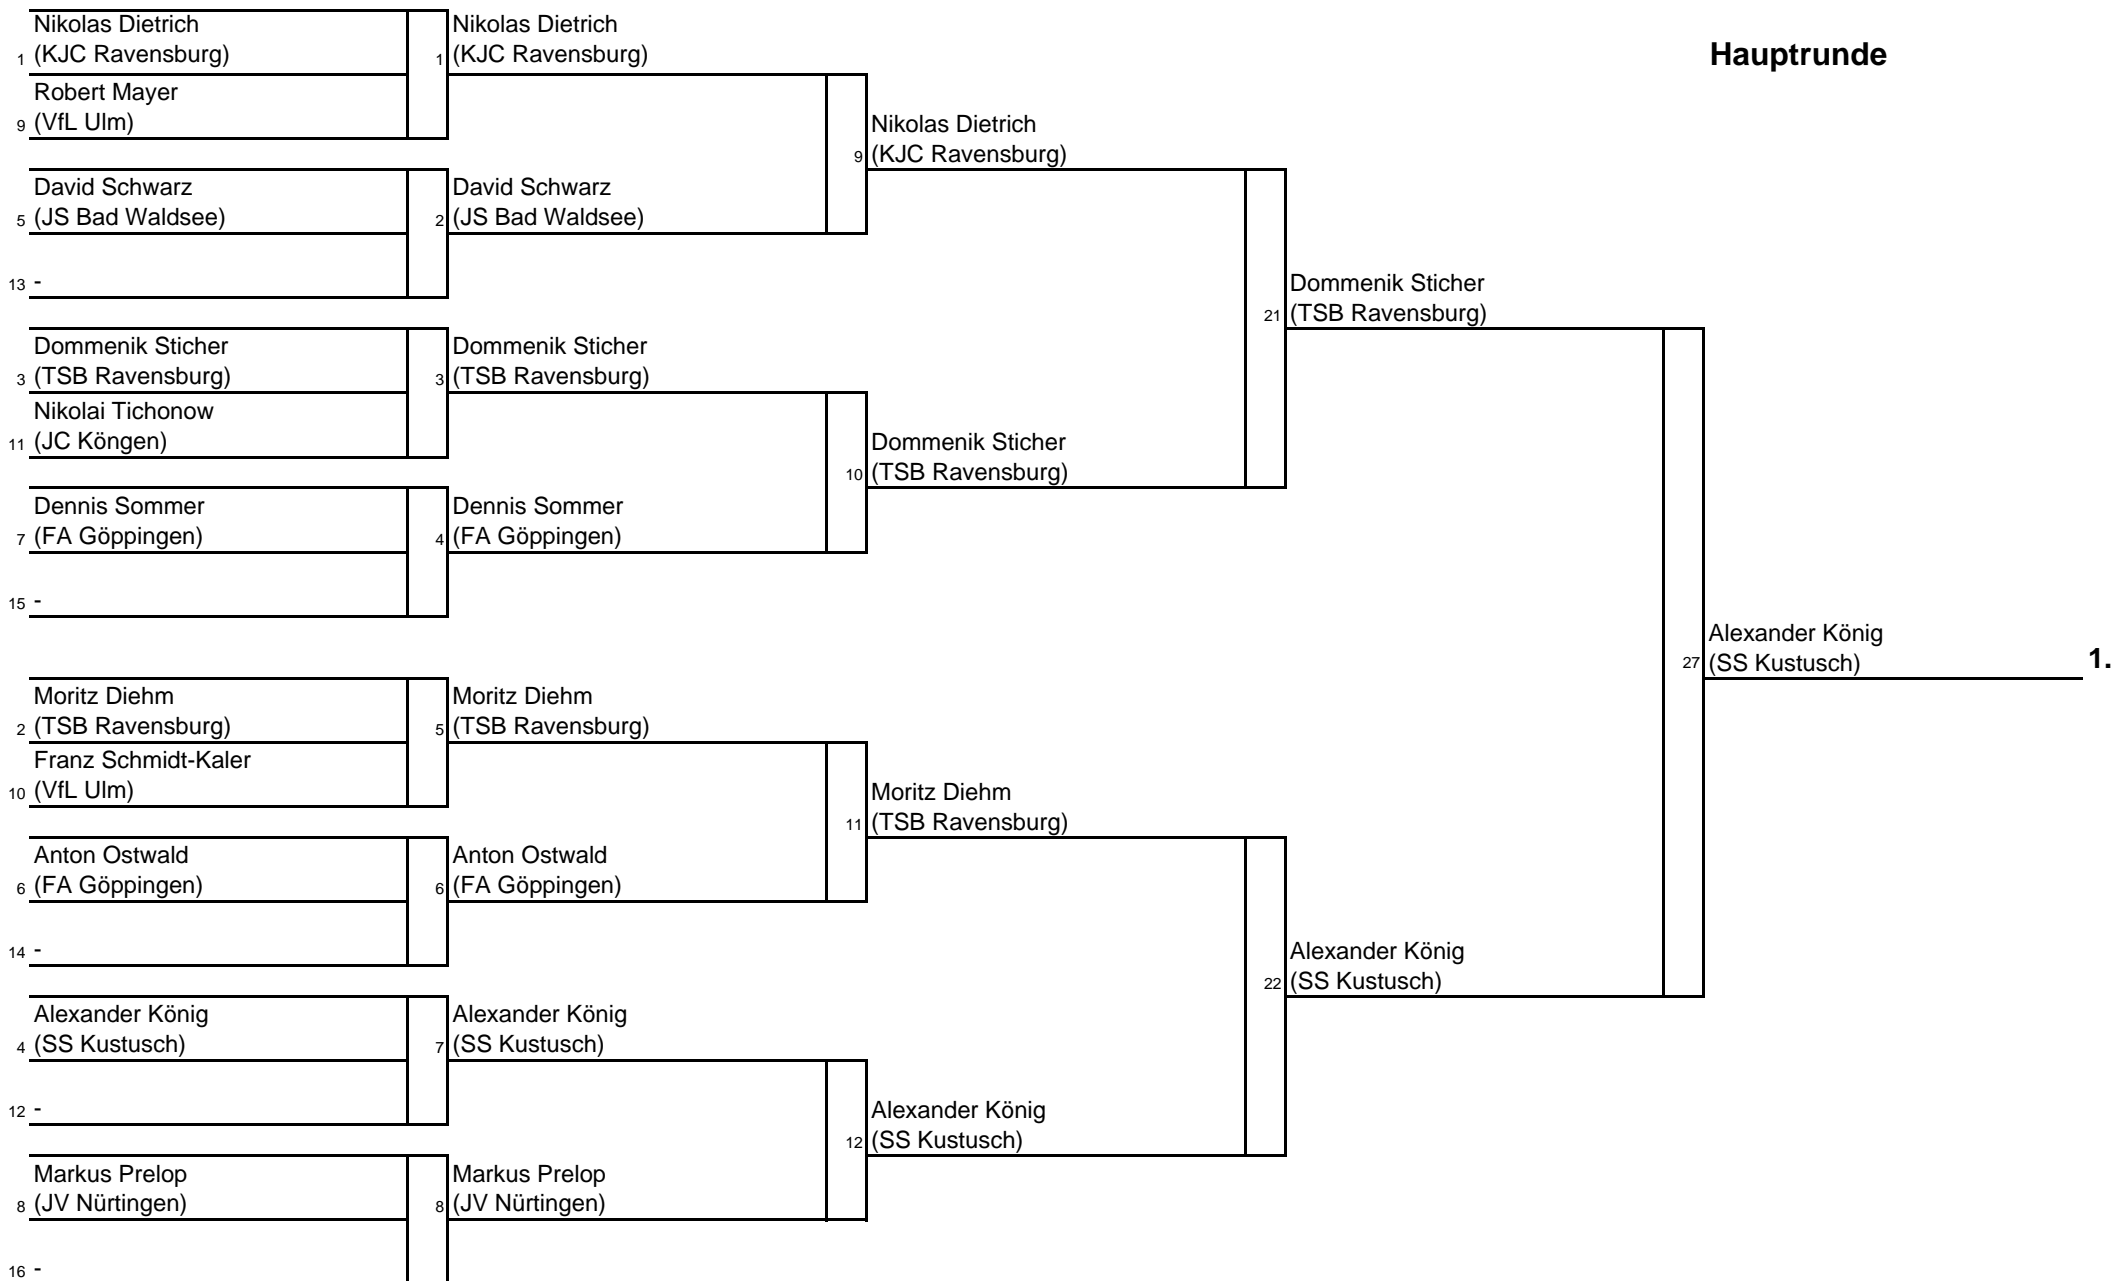 Hauptrunde
Nikolas Dietrich
1 (KJC Ravensburg)
Robert Mayer
9 (VfL Ulm)
David Schwarz
5 (JS Bad Waldsee)
13 -
Dommenik Sticher
3 (TSB Ravensburg)
Nikolai Tichonow
11 (JC Köngen)
Dennis Sommer
7 (FA Göppingen)
15 -
Moritz Diehm
2 (TSB Ravensburg)
Franz Schmidt-Kaler
10 (VfL Ulm)
Anton Ostwald
6 (FA Göppingen)
14 -
Alexander König
4 (SS Kustusch)
12 -
Markus Prelop
8 (JV Nürtingen)
16 -
Nikolas Dietrich
1 (KJC Ravensburg)
David Schwarz
2 (JS Bad Waldsee)
Dommenik Sticher
3 (TSB Ravensburg)
Dennis Sommer
4 (FA Göppingen)
Moritz Diehm
5 (TSB Ravensburg)
Anton Ostwald
6 (FA Göppingen)
Alexander König
7 (SS Kustusch)
Markus Prelop
8 (JV Nürtingen)
Nikolas Dietrich
9 (KJC Ravensburg)
Dommenik Sticher
10 (TSB Ravensburg)
Moritz Diehm
11 (TSB Ravensburg)
Alexander König
12 (SS Kustusch)
Dommenik Sticher
21 (TSB Ravensburg)
Alexander König
22 (SS Kustusch)
Alexander König
27 (SS Kustusch) 1.